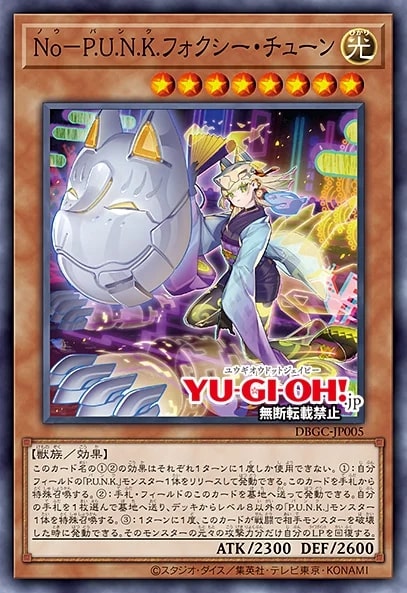 ノウパンク
No－P.U.N.K.フォクシー・チューン
ひかり
光
ユウギオウドットジェイピー
YU-GI-OH!.jp
無断転載禁止
DBGC-JP005
【獣族／効果】
このカード名の①②の効果はそれぞれ１ターンに１度しか使用できない。①：自分
フィールドの「P.U.N.K.」モンスター１体をリリースして発動できる。このカードを手札から
特殊召喚する。②：手札・フィールドのこのカードを墓地へ送って発動できる。自分
の手札を１枚選んで墓地へ送り、デッキからレベル８以外の「P.U.N.K.」モンスター
１体を特殊召喚する。③：１ターンに１度、このカードが戦闘で相手モンスターを破壊
した時に発動できる。そのモンスターの元々の攻撃力分だけ自分はLPを回復する。
ATK/2300 DEF/2600
©スタジオ・ダイス／集英社・テレビ東京・KONAMI